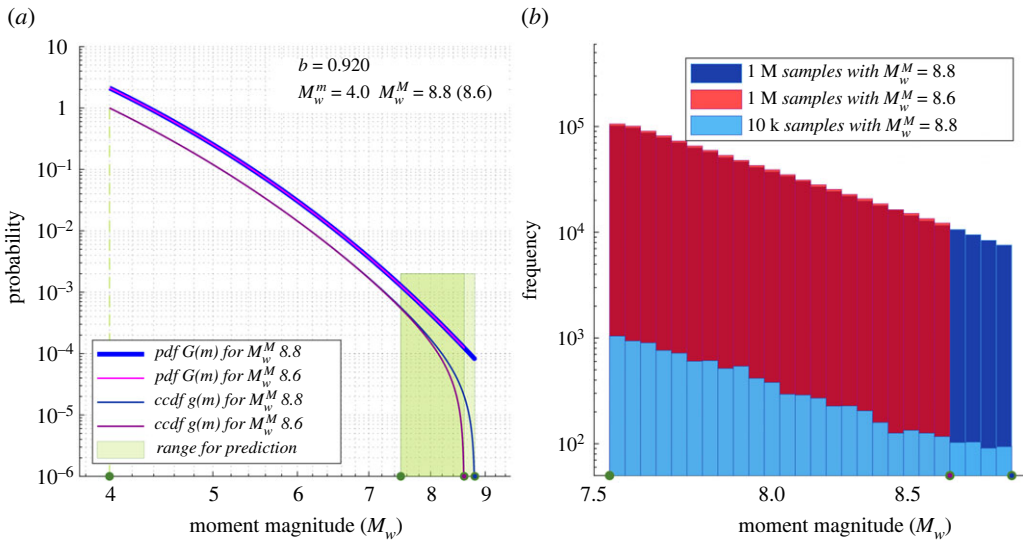 (a)
10
1
10⁻¹
10⁻²
10⁻³
10⁻⁴
10⁻⁵
10⁻⁶
probability
b = 0.920
M_w^m = 4.0 M_w^M = 8.8 (8.6)
pdf G(m) for M_w^M 8.8
pdf G(m) for M_w^M 8.6
ccdf g(m) for M_w^M 8.8
ccdf g(m) for M_w^M 8.6
range for prediction
4 5 6 7 8 9
moment magnitude (M_w)
(b)
10⁵
10⁴
10³
10²
frequency
1 M samples with M_w^M = 8.8
1 M samples with M_w^M = 8.6
10 k samples with M_w^M = 8.8
7.5 8.0 8.5
moment magnitude (M_w)